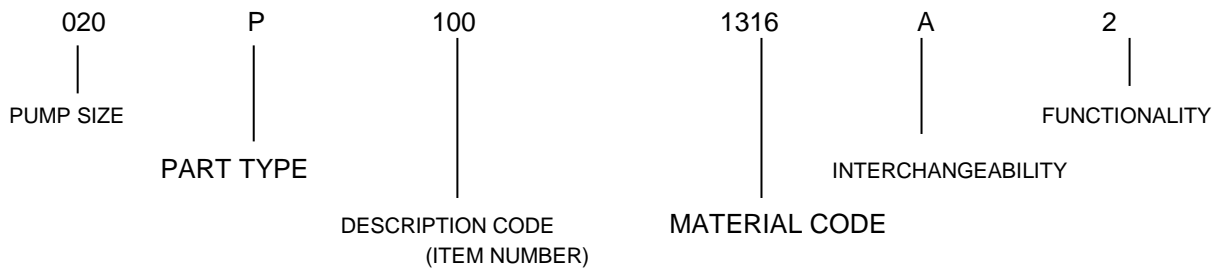 020 P 100 1316 A 2
PUMP SIZE FUNCTIONALITY
PART TYPE INTERCHANGEABILITY
DESCRIPTION CODE MATERIAL CODE
(ITEM NUMBER)